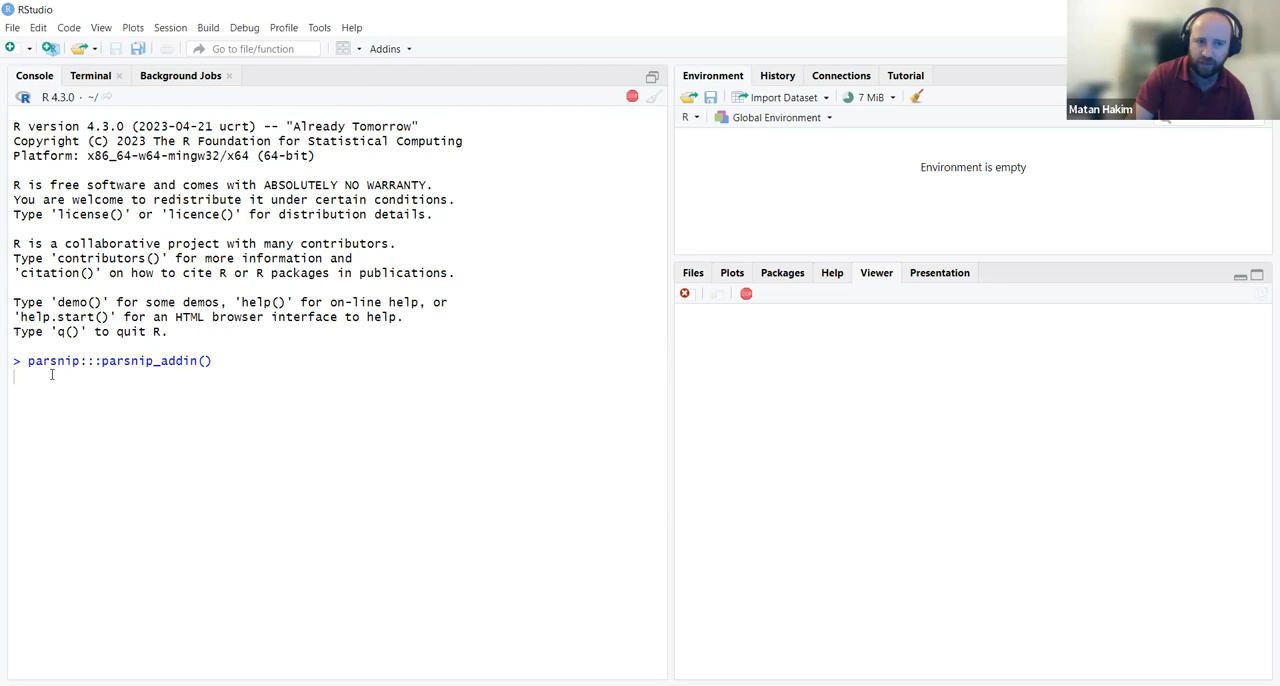 RStudio
File Edit Code View Plots Session Build Debug Profile Tools Help
Go to file/function Addins
Console Terminal Background Jobs
R 4.3.0 · ~/
R version 4.3.0 (2023-04-21 ucrt) -- "Already Tomorrow"
Copyright (C) 2023 The R Foundation for Statistical Computing
Platform: x86_64-w64-mingw32/x64 (64-bit)
R is free software and comes with ABSOLUTELY NO WARRANTY.
You are welcome to redistribute it under certain conditions.
Type 'license()' or 'licence()' for distribution details.
R is a collaborative project with many contributors.
Type 'contributors()' for more information and
'citation()' on how to cite R or R packages in publications.
Type 'demo()' for some demos, 'help()' for on-line help, or
'help.start()' for an HTML browser interface to help.
Type 'q()' to quit R.
> parsnip:::parsnip_addin()
Environment History Connections Tutorial
Import Dataset 7 MiB
R Global Environment
Environment is empty
Files Plots Packages Help Viewer Presentation
STOP
Matan Hakim